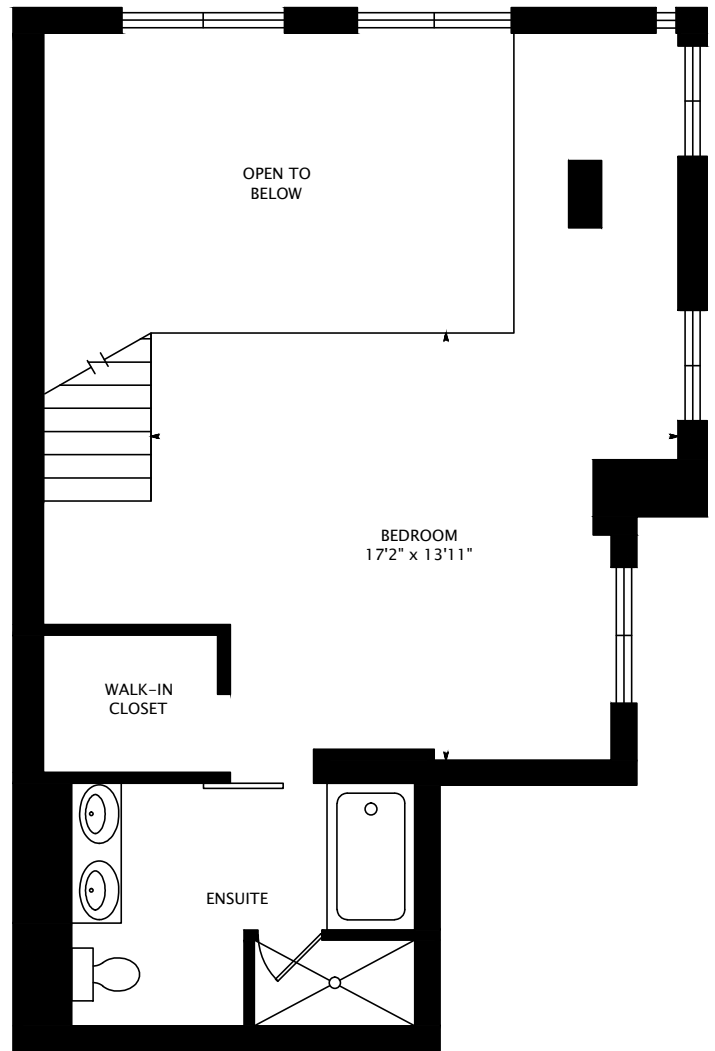 OPEN TO
BELOW
BEDROOM
17'2" x 13'11"
WALK-IN
CLOSET
ENSUITE